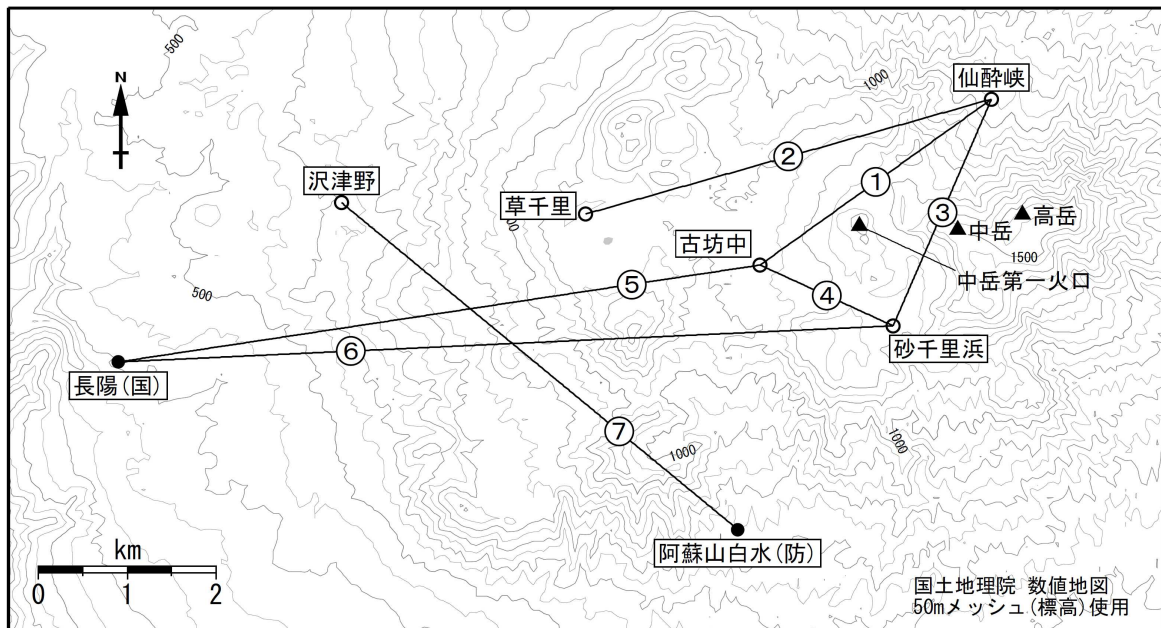 500
N
1000
仙酔峡
沢津野
②
①
草千里
③
高岳
中岳
古坊中
1500
中岳第一火口
⑤
④
500
⑥
砂千里浜
長陽(国)
⑦
1000
1000
km
阿蘇山白水(防)
0 1 2
国土地理院 数値地図
50mメッシュ(標高)使用